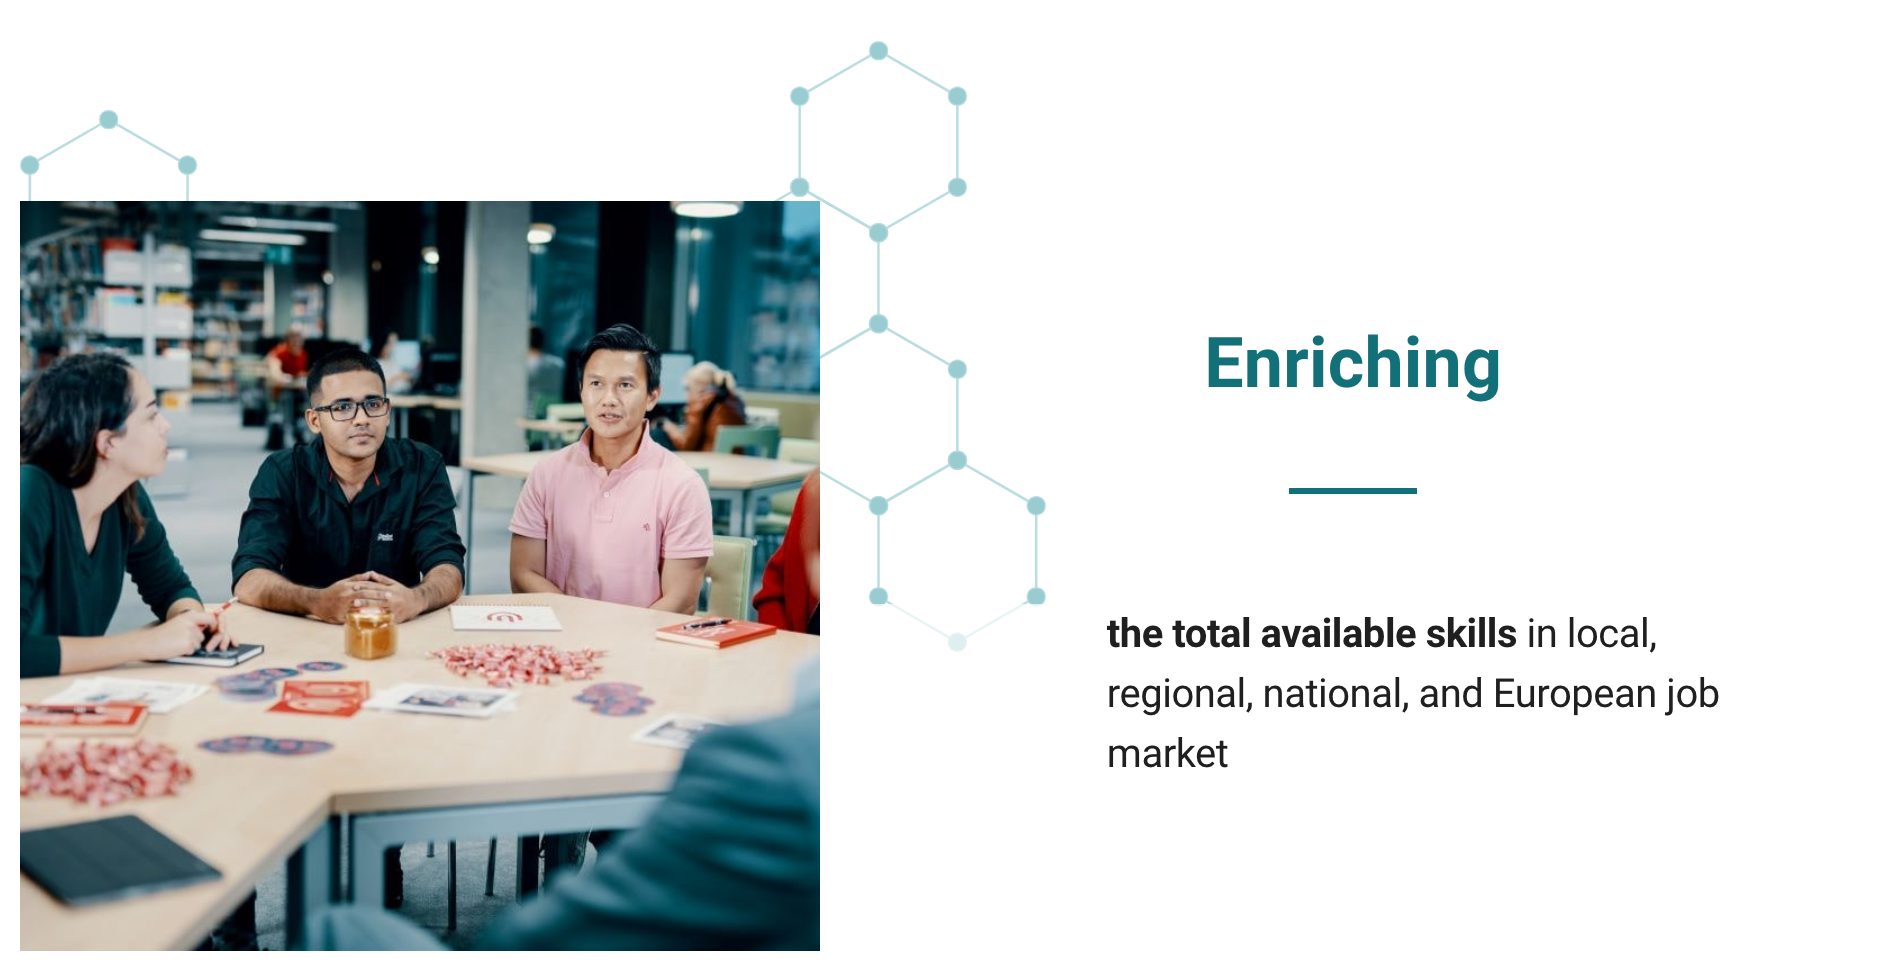 Enriching
the total available skills in local,
regional, national, and European job
market